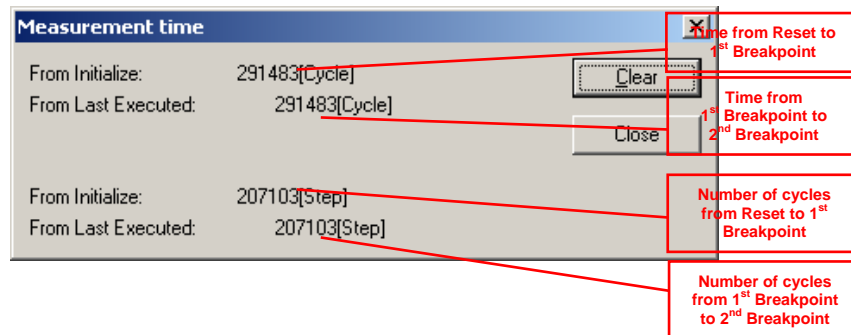 Measurement time
Time from Reset to
1st Breakpoint
From Initialize: 291483[Cycle]
Clear
From Last Executed: 291483[Cycle]
Time from
1st Breakpoint to
2nd Breakpoint
Close
From Initialize: 207103[Step]
Number of cycles
from Reset to 1st
Breakpoint
From Last Executed: 207103[Step]
Number of cycles
from 1st Breakpoint
to 2nd Breakpoint